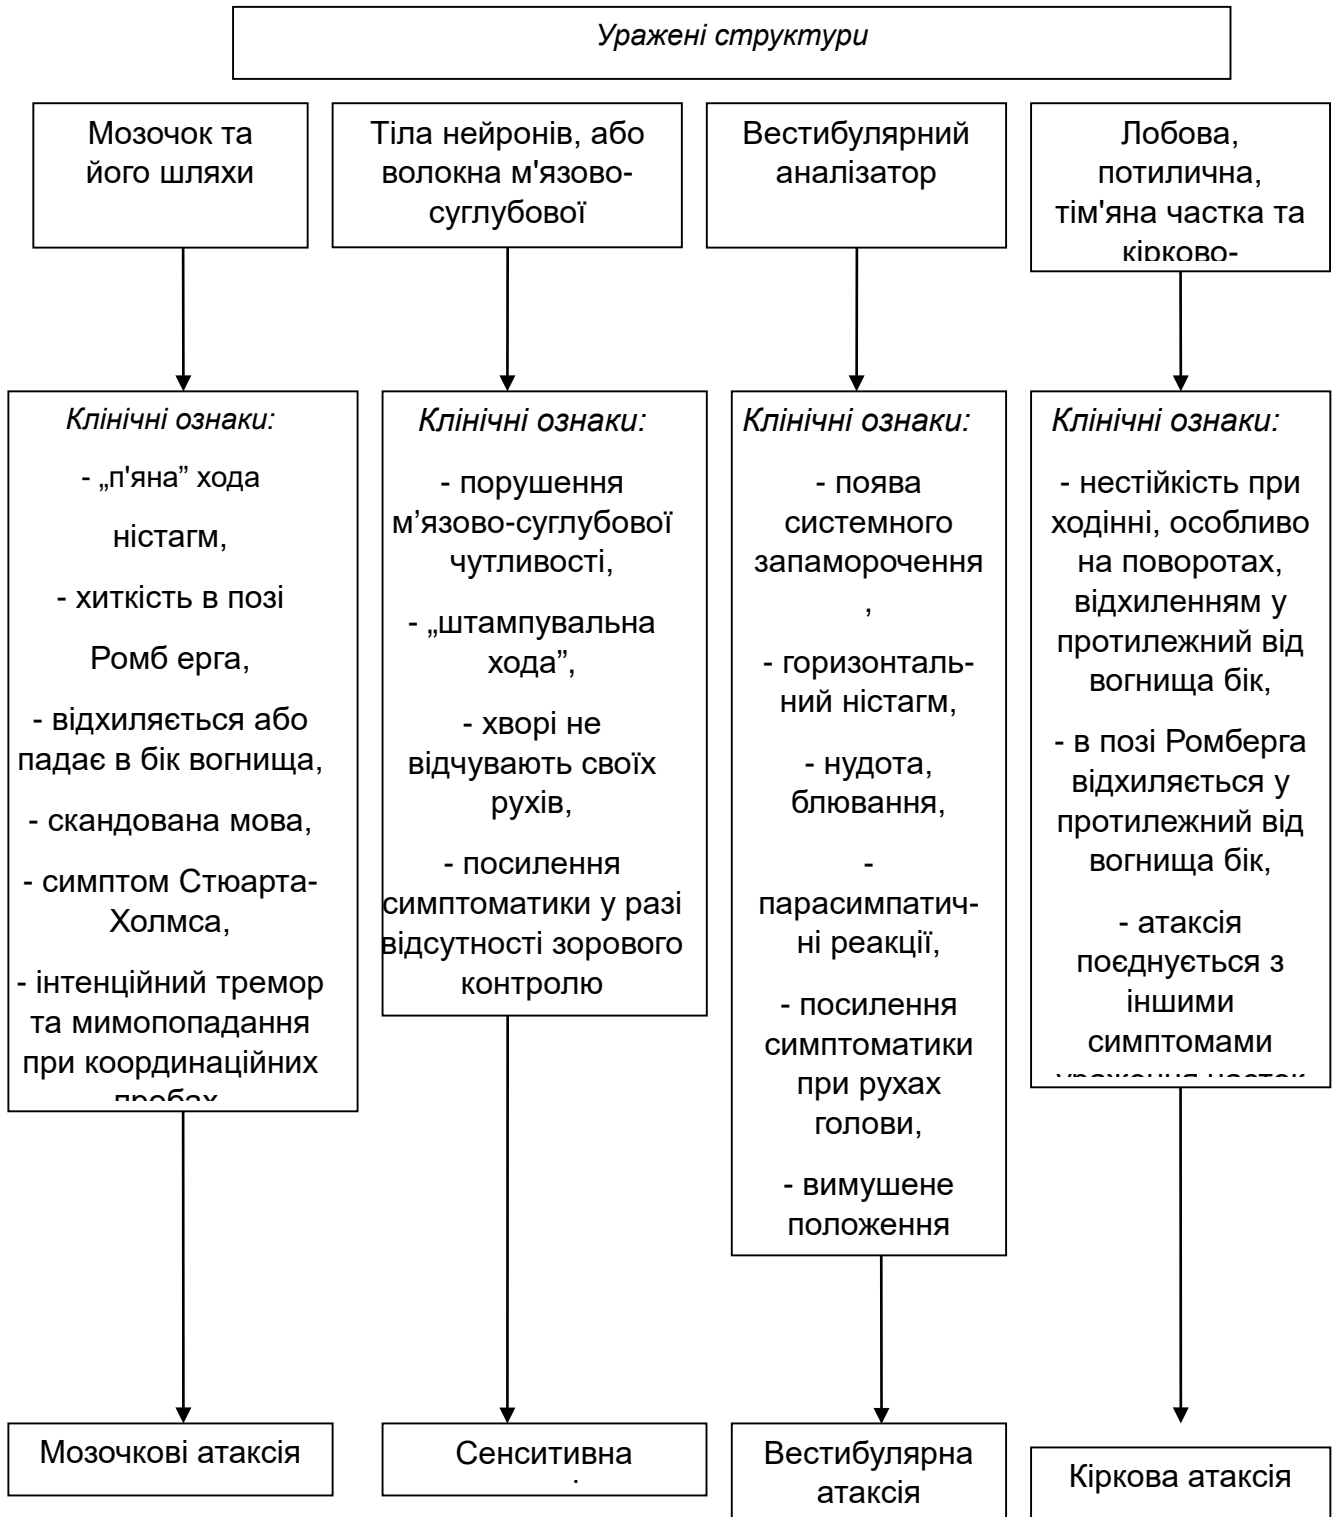 Уражені структури
Мозочок та
його шляхи
Тіла нейронів, або
волокна м'язово-
суглубової
Вестибулярний
аналізатор
Лобова,
потилична,
тім'яна частка та
кірково-
Клінічні ознаки:
- „п'яна” хода
ністагм,
- хиткість в позі
Ромб ерга,
- відхиляється або
падає в бік вогнища,
- скандована мова,
- симптом Стюарта-
Холмса,
- інтенційний тремор
та мимопопадання
при координаційних
пробах
Клінічні ознаки:
- порушення
м’язово-суглубової
чутливості,
- „штампувальна
хода”,
- хворі не
відчувають своїх
рухів,
- посилення
симптоматики у разі
відсутності зорового
контролю
Клінічні ознаки:
- поява
системного
запаморочення
,
- горизонталь-
ний ністагм,
- нудота,
блювання,
-
парасимпатич-
ні реакції,
- посилення
симптоматики
при рухах
голови,
- вимушене
положення
Клінічні ознаки:
- нестійкість при
ходінні, особливо
на поворотах,
відхиленням у
протилежний від
вогнища бік,
- в позі Ромберга
відхиляється у
протилежний від
вогнища бік,
- атаксія
поєднується з
іншими
симптомами
ураження часток
Мозочкові атаксія
Сенситивна
Вестибулярна
атаксія
Кіркова атаксія